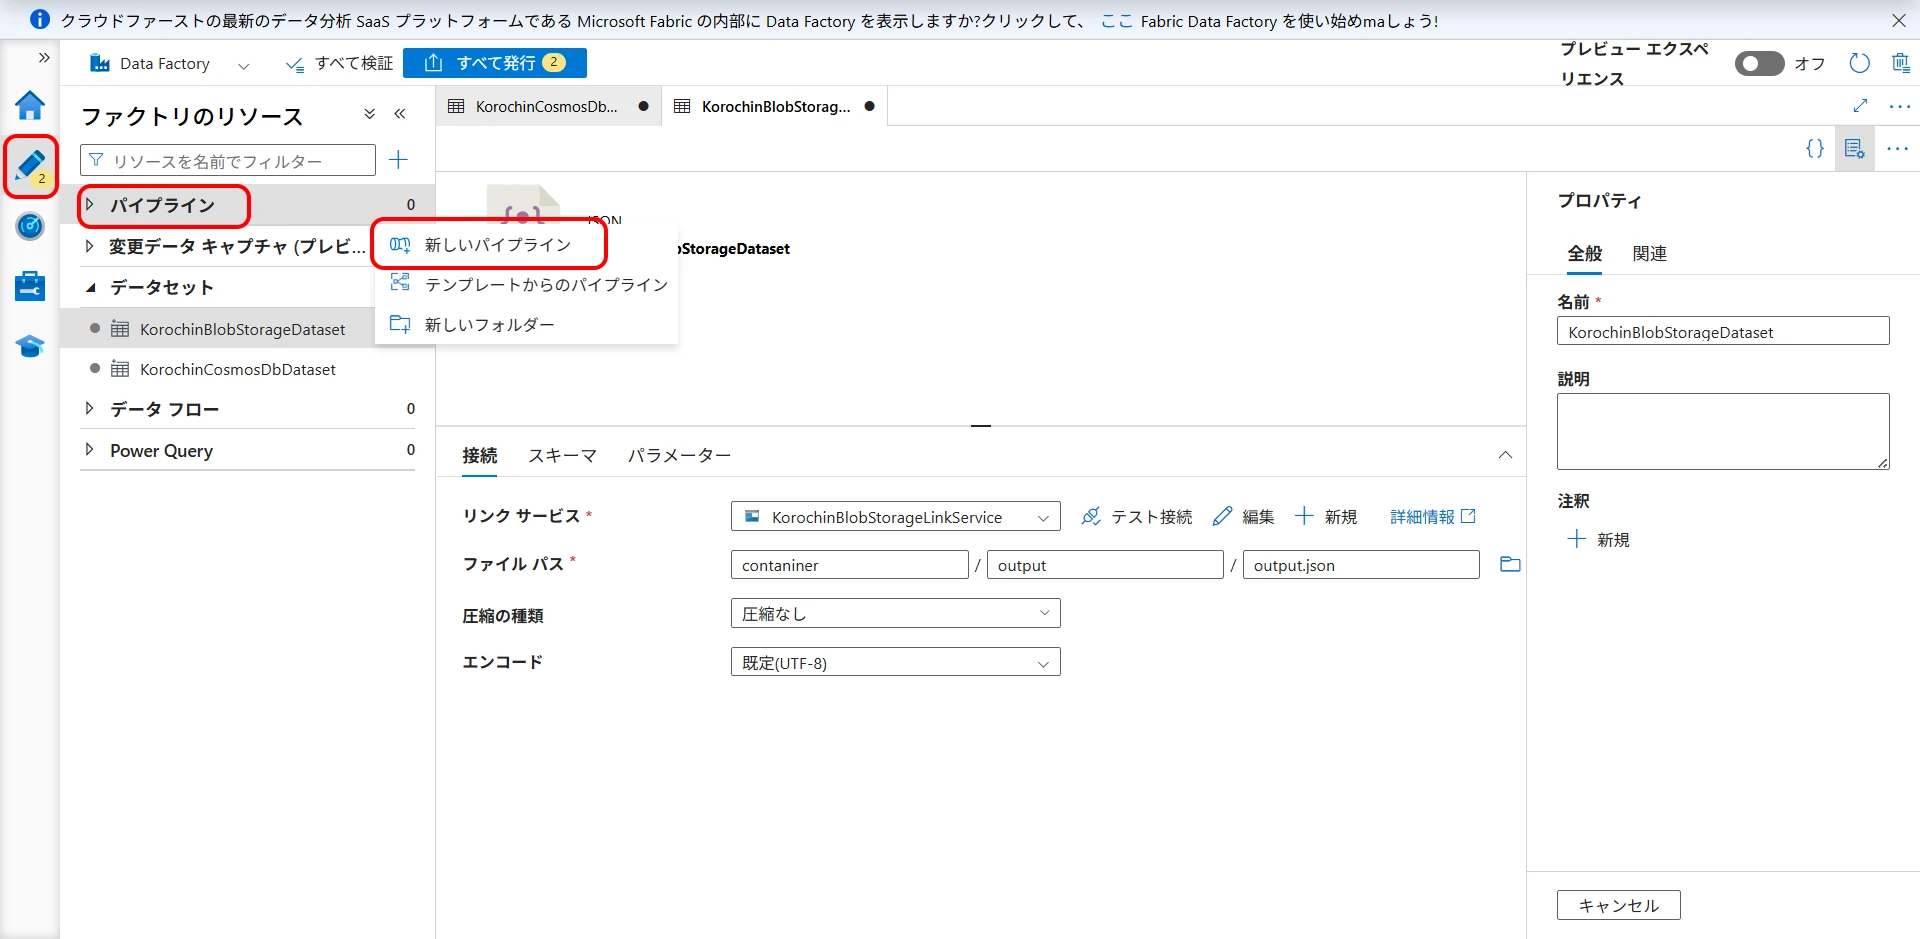 クラウドファーストの最新のデータ分析 SaaS プラットフォームである Microsoft Fabric の内部に Data Factory を表示しますか?クリックして、 ここ Fabric Data Factory を使い始めmaしょう!
Data Factory すべて検証 すべて発行 2
プレビュー エクスペリエンス オフ
ファクトリのリソース
リソースを名前でフィルター
2
パイプライン 0
変更データ キャプチャ (プレビ...
データセット
KorochinBlobStorageDataset
KorochinCosmosDbDataset
データ フロー 0
Power Query 0
新しいパイプライン
テンプレートからのパイプライン
新しいフォルダー
KorochinCosmosDb...
KorochinBlobStorag...
JSON
StorageDataset
接続 スキーマ パラメーター
リンク サービス *
KorochinBlobStorageLinkService
テスト接続 編集 新規 詳細情報
ファイル パス *
contaniner / output / output.json
圧縮の種類
圧縮なし
エンコード
既定(UTF-8)
プロパティ
全般 関連
名前 *
KorochinBlobStorageDataset
説明
注釈
新規
キャンセル